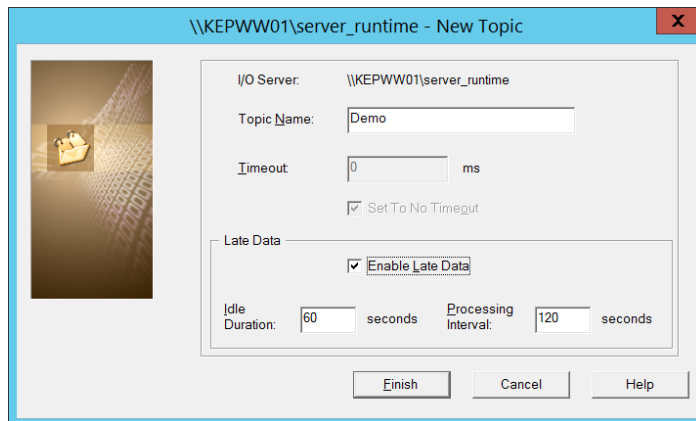 \\KEPWW01\server_runtime - New Topic
X
I/O Server: \\KEPWW01\server_runtime
Topic Name: Demo
Timeout: 0 ms
Set To No Timeout
Late Data
Enable Late Data
Idle Duration: 60 seconds Processing Interval: 120 seconds
Finish Cancel Help